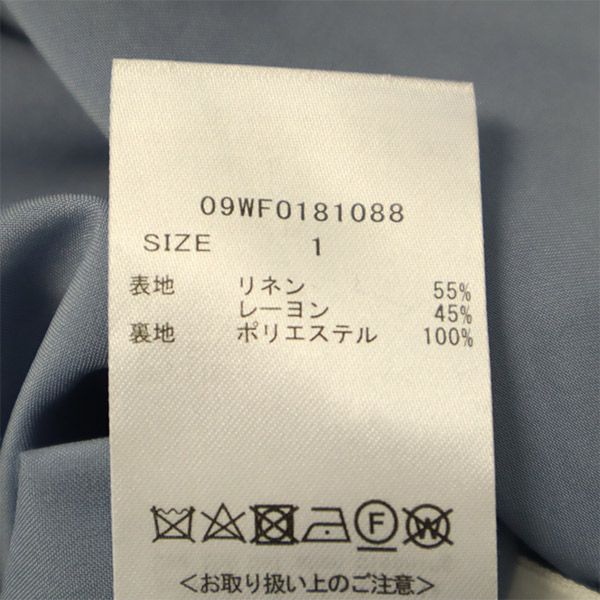 09WF0181088
SIZE 1
表地 リネン 55%
レーヨン 45%
裏地 ポリエステル 100%
F W
＜お取り扱い上のご注意＞